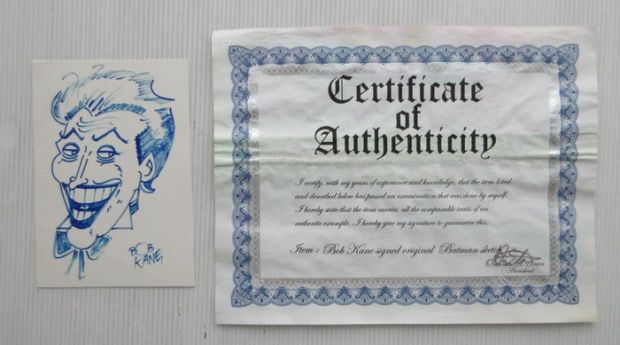 BOB
KANE
Certificate
of
Authenticity
I certify, with my years of experience and knowledge, that the item listed
and described below has passed an examination that was done by myself.
I hereby state that the item carries, all the comparable traits of an
authentic example, I hereby give my signature to guarantee this.
Item : Bob Kane signed original Batman sketch